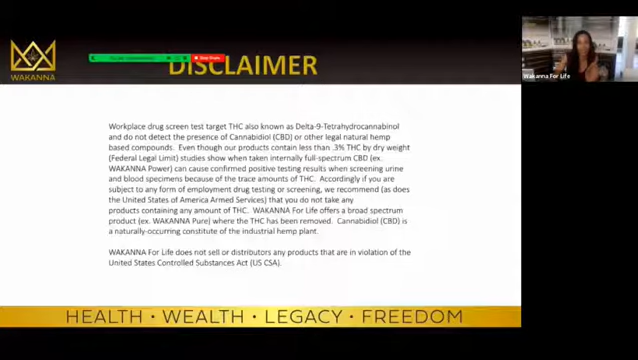 WAKANNA
DISCLAIMER
Stop Share
Wakanna For Life
Workplace drug screen test target THC also known as Delta-9-Tetrahydrocannabinol
and do not detect the presence of Cannabidiol (CBD) or other legal natural hemp
based compounds. Even though our products contain less than .3% THC by dry weight
(Federal Legal Limit) studies show when taken internally full-spectrum CBD (ex.
WAKANNA Power) can cause confirmed positive testing results when screening urine
and blood specimens because of the trace amounts of THC. Accordingly if you are
subject to any form of employment drug testing or screening, we recommend (as does
the United States of America Armed Services) that you do not take any
products containing any amount of THC. WAKANNA For Life offers a broad spectrum
product (ex. WAKANNA Pure) where the THC has been removed. Cannabidiol (CBD) is
a naturally-occurring constitute of the industrial hemp plant.
WAKANNA For Life does not sell or distributors any products that are in violation of the
United States Controlled Substances Act (US CSA).
HEALTH • WEALTH • LEGACY • FREEDOM